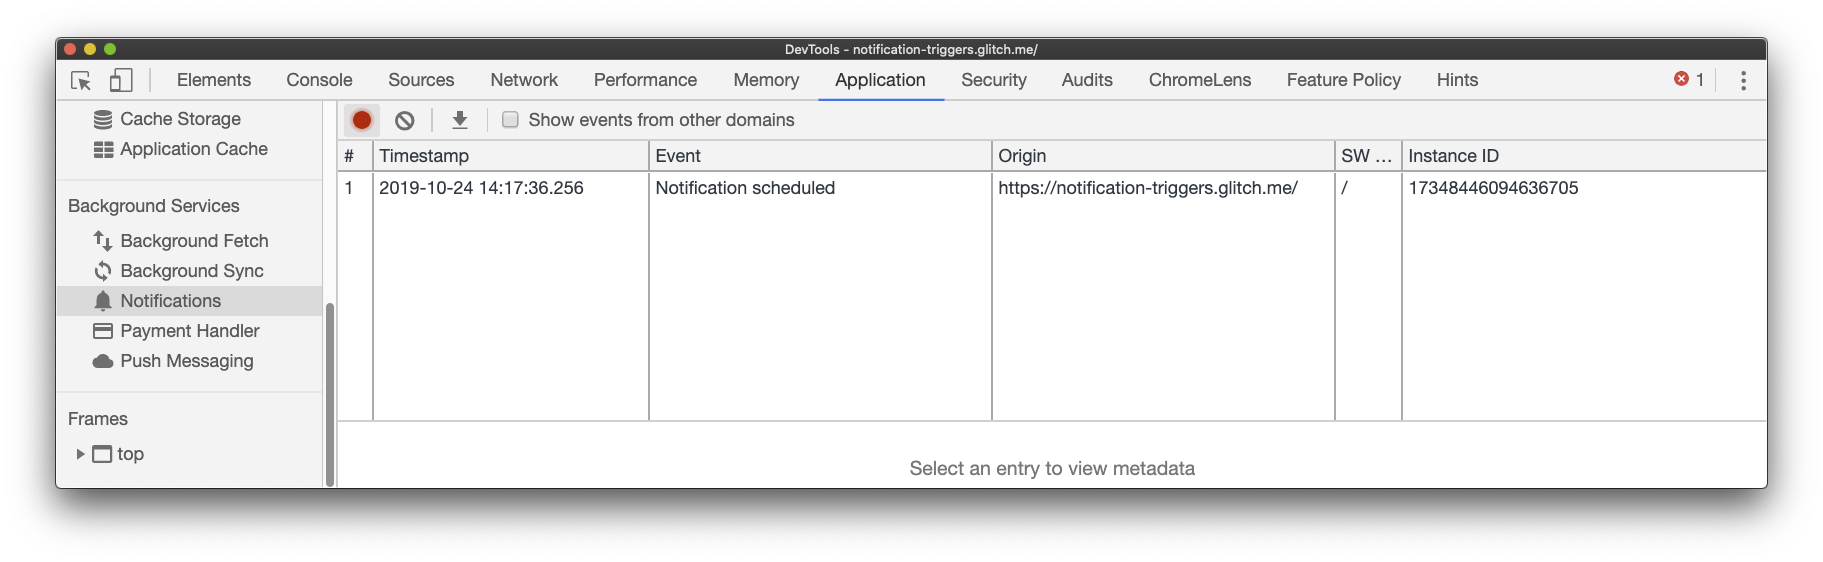 DevTools - notification-triggers.glitch.me/
Elements Console Sources Network Performance Memory Application Security Audits ChromeLens Feature Policy Hints 1
Cache Storage
Application Cache
Background Services
Background Fetch
Background Sync
Notifications
Payment Handler
Push Messaging
Frames
top
Show events from other domains
# Timestamp Event Origin SW ... Instance ID
1 2019-10-24 14:17:36.256 Notification scheduled https://notification-triggers.glitch.me/ / 17348446094636705
Select an entry to view metadata